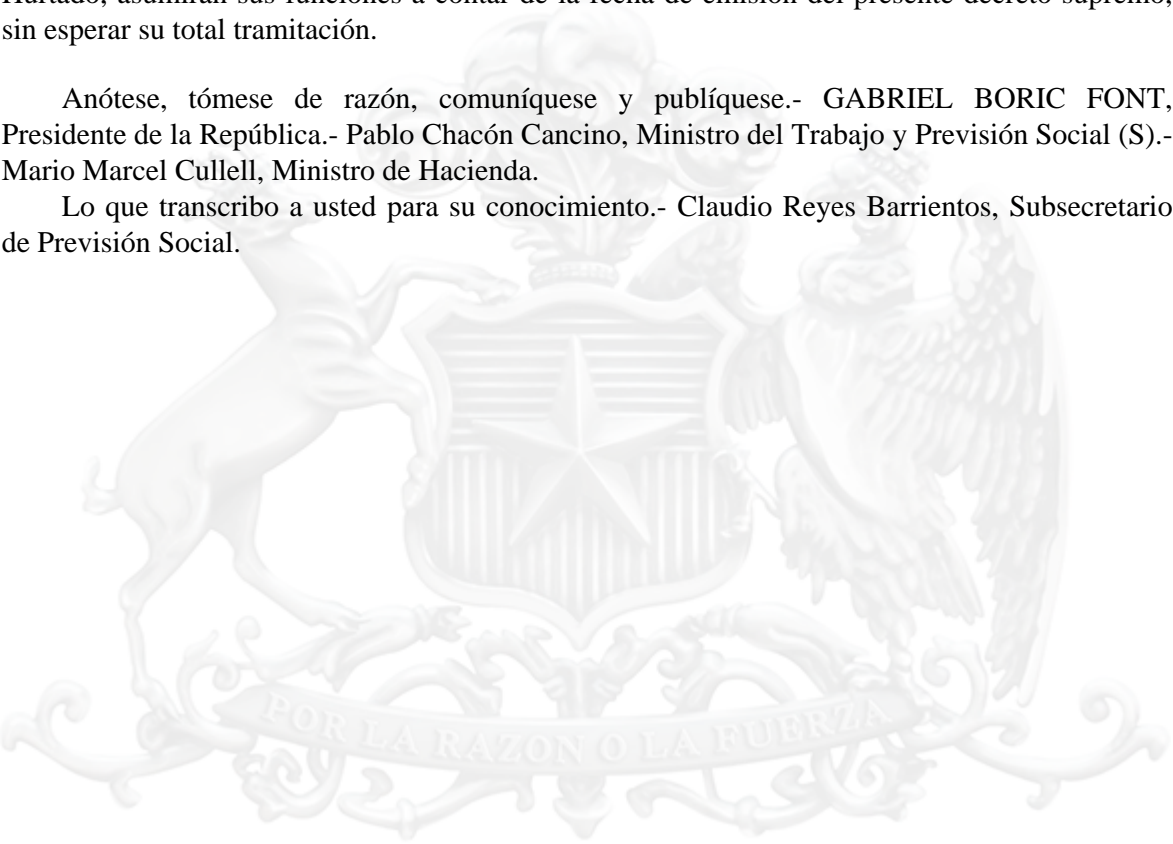 Hurtado, asumirán sus funciones a contar de la fecha de emisión del presente decreto supremo,
sin esperar su total tramitación.
Anótese, tómese de razón, comuníquese y publíquese.- GABRIEL BORIC FONT,
Presidente de la República.- Pablo Chacón Cancino, Ministro del Trabajo y Previsión Social (S).-
Mario Marcel Cullell, Ministro de Hacienda.
Lo que transcribo a usted para su conocimiento.- Claudio Reyes Barrientos, Subsecretario
de Previsión Social.
POR LA RAZON O LA FUERZA